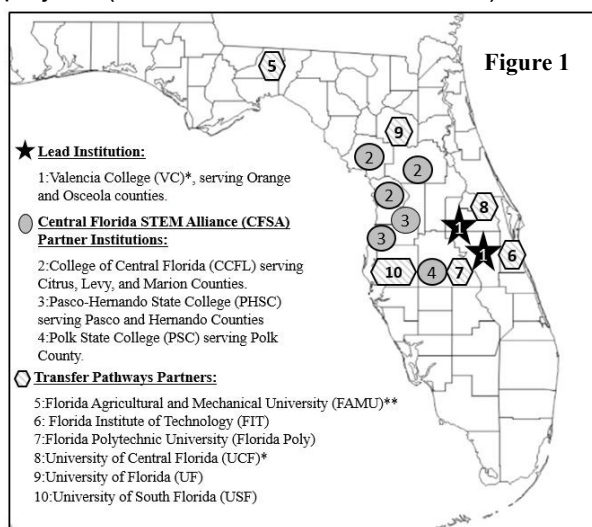 Figure 1
5
9
2
2
2
3
3
8
1
1
6
10
4
7
Lead Institution:
1:Valencia College (VC)*, serving Orange
and Osceola counties.
Central Florida STEM Alliance (CFSA)
Partner Institutions:
2:College of Central Florida (CCFL) serving
Citrus, Levy, and Marion Counties.
3:Pasco-Hernando State College (PHSC)
serving Pasco and Hernando Counties
4:Polk State College (PSC) serving Polk
County.
Transfer Pathways Partners:
5:Florida Agricultural and Mechanical University (FAMU)**
6: Florida Institute of Technology (FIT)
7:Florida Polytechnic University (Florida Poly)
8:University of Central Florida (UCF)*
9:University of Florida (UF)
10:University of South Florida (USF)